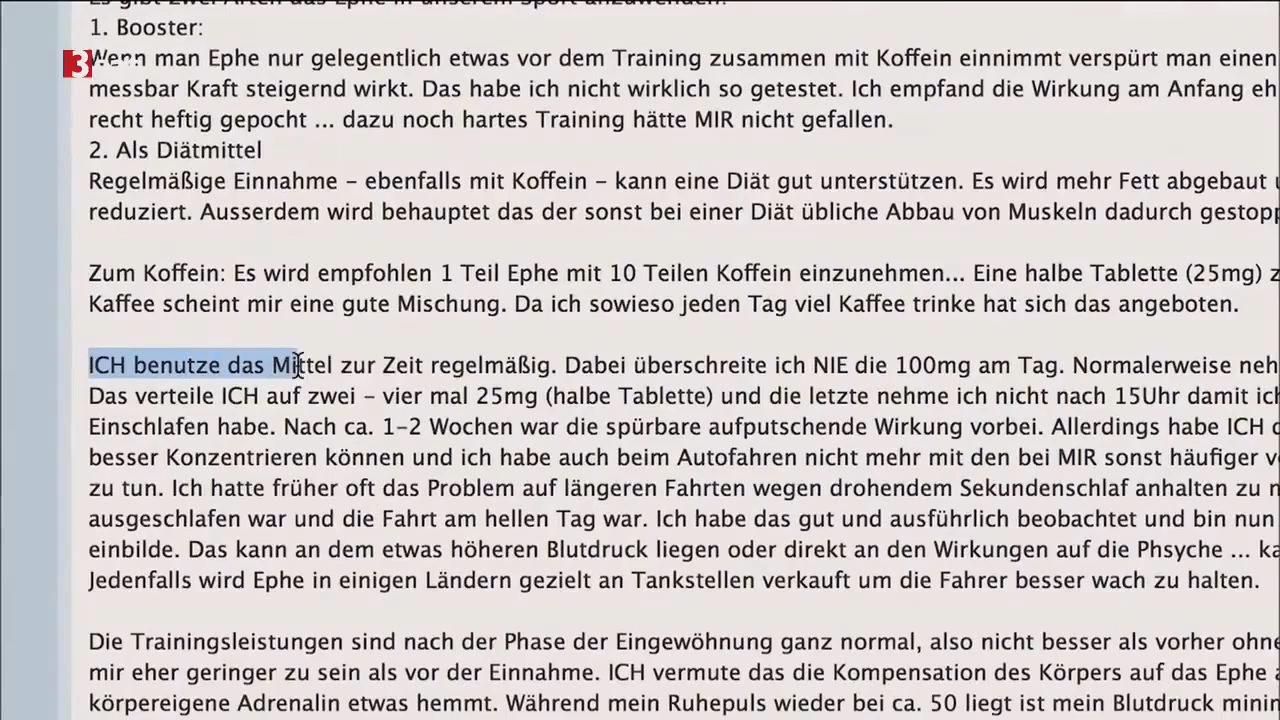 Es gibt zwei Arten das Ephe in unserem Sport anzuwenden:
1. Booster:
3sat
Wenn man Ephe nur gelegentlich etwas vor dem Training zusammen mit Koffein einnimmt verspürt man einen
messbar Kraft steigernd wirkt. Das habe ich nicht wirklich so getestet. Ich empfand die Wirkung am Anfang eh
recht heftig gepocht ... dazu noch hartes Training hätte MIR nicht gefallen.
2. Als Diätmittel
Regelmäßige Einnahme – ebenfalls mit Koffein – kann eine Diät gut unterstützen. Es wird mehr Fett abgebaut
reduziert. Ausserdem wird behauptet das der sonst bei einer Diät übliche Abbau von Muskeln dadurch gestopp
Zum Koffein: Es wird empfohlen 1 Teil Ephe mit 10 Teilen Koffein einzunehmen... Eine halbe Tablette (25mg) z
Kaffee scheint mir eine gute Mischung. Da ich sowieso jeden Tag viel Kaffee trinke hat sich das angeboten.
ICH benutze das Mittel zur Zeit regelmäßig. Dabei überschreite ich NIE die 100mg am Tag. Normalerweise neh
Das verteile ICH auf zwei – vier mal 25mg (halbe Tablette) und die letzte nehme ich nicht nach 15Uhr damit ich
Einschlafen habe. Nach ca. 1–2 Wochen war die spürbare aufputschende Wirkung vorbei. Allerdings habe ICH d
besser Konzentrieren können und ich habe auch beim Autofahren nicht mehr mit den bei MIR sonst häufiger v
zu tun. Ich hatte früher oft das Problem auf längeren Fahrten wegen drohendem Sekundenschlaf anhalten zu m
ausgeschlafen war und die Fahrt am hellen Tag war. Ich habe das gut und ausführlich beobachtet und bin nun
einbilde. Das kann an dem etwas höheren Blutdruck liegen oder direkt an den Wirkungen auf die Phsyche ... ka
Jedenfalls wird Ephe in einigen Ländern gezielt an Tankstellen verkauft um die Fahrer besser wach zu halten.
Die Trainingsleistungen sind nach der Phase der Eingewöhnung ganz normal, also nicht besser als vorher ohne
mir eher geringer zu sein als vor der Einnahme. ICH vermute das die Kompensation des Körpers auf das Ephe a
körpereigene Adrenalin etwas hemmt. Während mein Ruhepuls wieder bei ca. 50 liegt ist mein Blutdruck minim